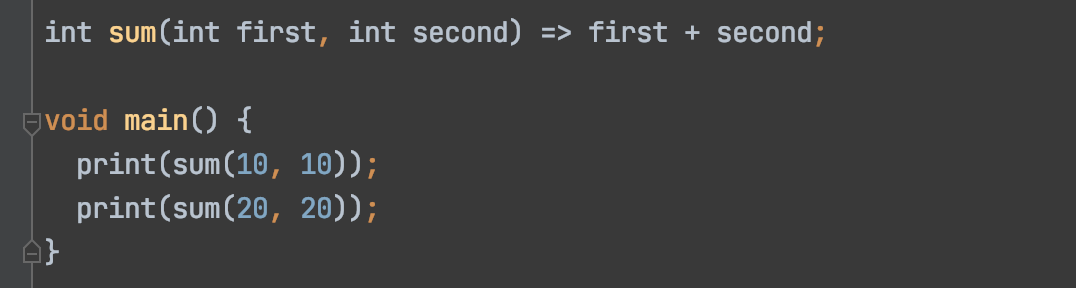 int sum(int first, int second) => first + second;
void main() {
  print(sum(10, 10));
  print(sum(20, 20));
}